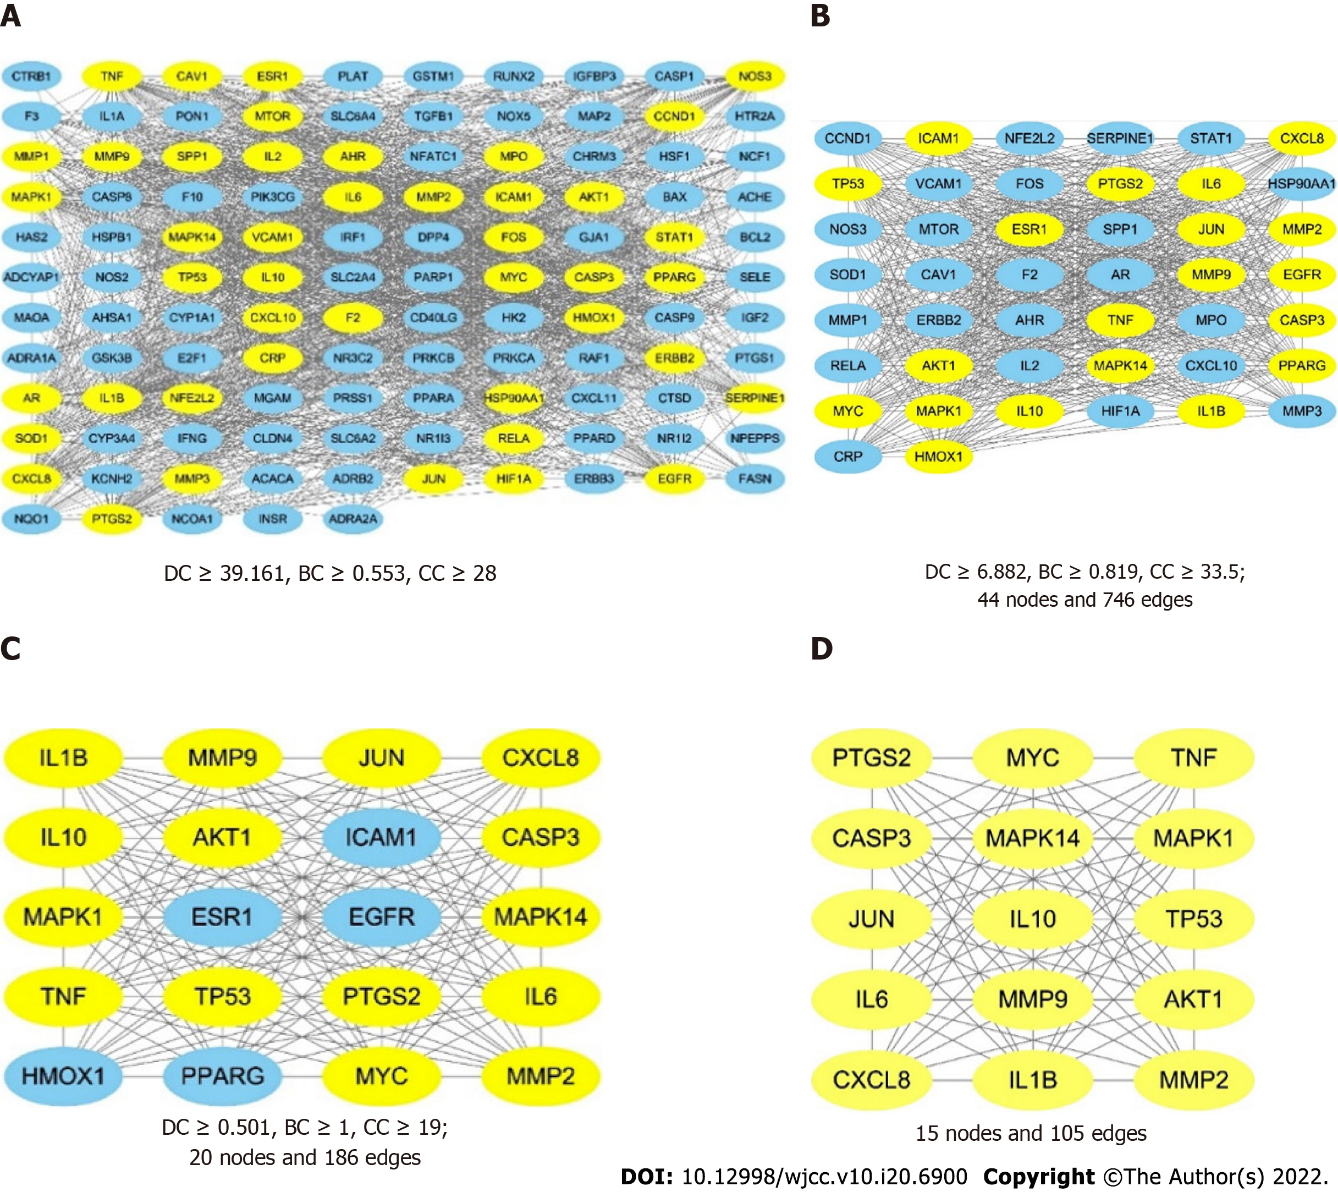 A
CTRB1 TNF CAV1 ESR1 PLAT GSTM1 RUNX2 IGFBP3 CASP1 NOS3
F3 IL1A PON1 MTOR SLC6A4 TGFB1 NOX5 MAP2 CCND1 HTR2A
MMP1 MMP9 SPP1 IL2 AHR NFATC1 MPO CHRM3 HSF1 NCF1
MAPK1 CASP8 F10 PIK3CG IL6 MMP2 ICAM1 AKT1 BAX ACHE
HAS2 HSPB1 MAPK14 VCAM1 IRF1 DPP4 FOS GJA1 STAT1 BCL2
ADCYAP1 NOS2 TP53 IL10 SLC2A4 PARP1 MYC CASP3 PPARG SELE
MAOA AHSA1 CYP1A1 CXCL10 F2 CD40LG HK2 HMOX1 CASP9 IGF2
ADRA1A GSK3B E2F1 CRP NR3C2 PRKCB PRKCA RAF1 ERBB2 PTGS1
AR IL1B NFE2L2 MGAM PRSS1 PPARA HSP90AA1 CXCL11 CTSD SERPINE1
SOD1 CYP3A4 IFNG CLDN4 SLC6A2 NR1I3 RELA PPARD NR1I2 NPEPPS
CXCL8 KCNH2 MMP3 ACACA ADRB2 JUN HIF1A ERBB3 EGFR FASN
NQO1 PTGS2 NCOA1 INSR ADRA2A
DC ≥ 39.161, BC ≥ 0.553, CC ≥ 28
B
CCND1 ICAM1 NFE2L2 SERPINE1 STAT1 CXCL8
TP53 VCAM1 FOS PTGS2 IL6 HSP90AA1
NOS3 MTOR ESR1 SPP1 JUN MMP2
SOD1 CAV1 F2 AR MMP9 EGFR
MMP1 ERBB2 AHR TNF MPO CASP3
RELA AKT1 IL2 MAPK14 CXCL10 PPARG
MYC MAPK1 IL10 HIF1A IL1B MMP3
CRP HMOX1
DC ≥ 6.882, BC ≥ 0.819, CC ≥ 33.5;
44 nodes and 746 edges
C
IL1B MMP9 JUN CXCL8
IL10 AKT1 ICAM1 CASP3
MAPK1 ESR1 EGFR MAPK14
TNF TP53 PTGS2 IL6
HMOX1 PPARG MYC MMP2
DC ≥ 0.501, BC ≥ 1, CC ≥ 19;
20 nodes and 186 edges
D
PTGS2 MYC TNF
CASP3 MAPK14 MAPK1
JUN IL10 TP53
IL6 MMP9 AKT1
CXCL8 IL1B MMP2
15 nodes and 105 edges
DOI: 10.12998/wjcc.v10.i20.6900 Copyright ©The Author(s) 2022.